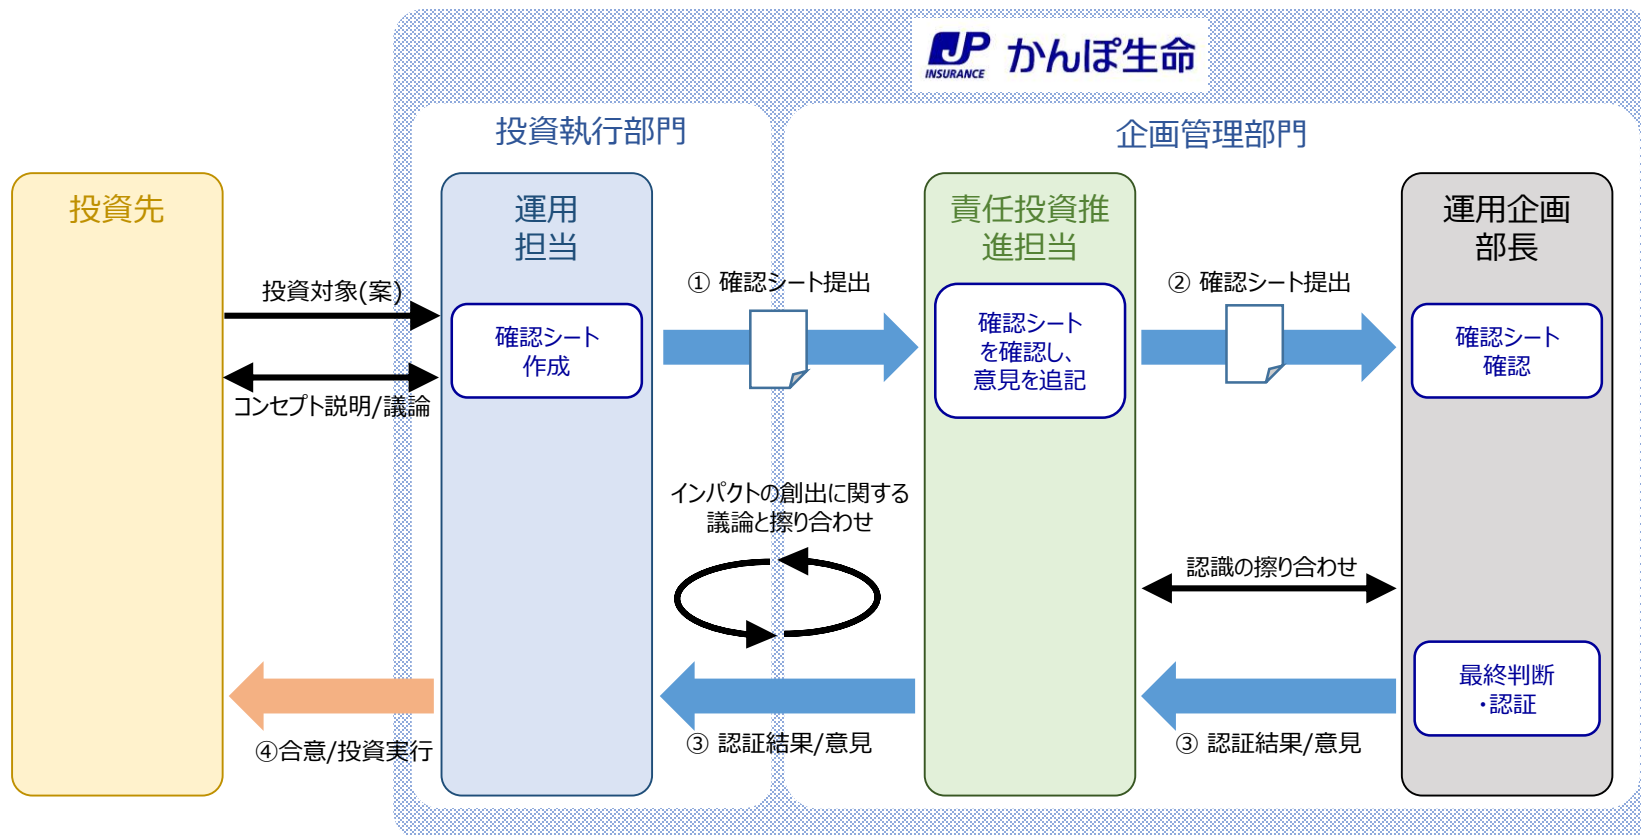 JP
INSURANCE
かんぽ生命
投資執行部門
企画管理部門
投資先
運用
担当
責任投資推
進担当
運用企画
部長
投資対象(案)
コンセプト説明/議論
確認シート
作成
① 確認シート提出
確認シート
を確認し、
意見を追記
② 確認シート提出
確認シート
確認
インパクトの創出に関する
議論と擦り合わせ
認識の擦り合わせ
最終判断
・認証
③ 認証結果/意見
③ 認証結果/意見
④合意/投資実行